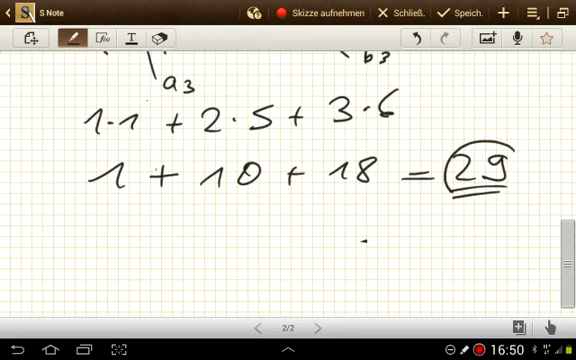 S Note
Skizze aufnehmen
Schließ.
Speich.
b3
a3
1·1 + 2·5 + 3·6
1 + 10 + 18 = 29
2/2
16:50